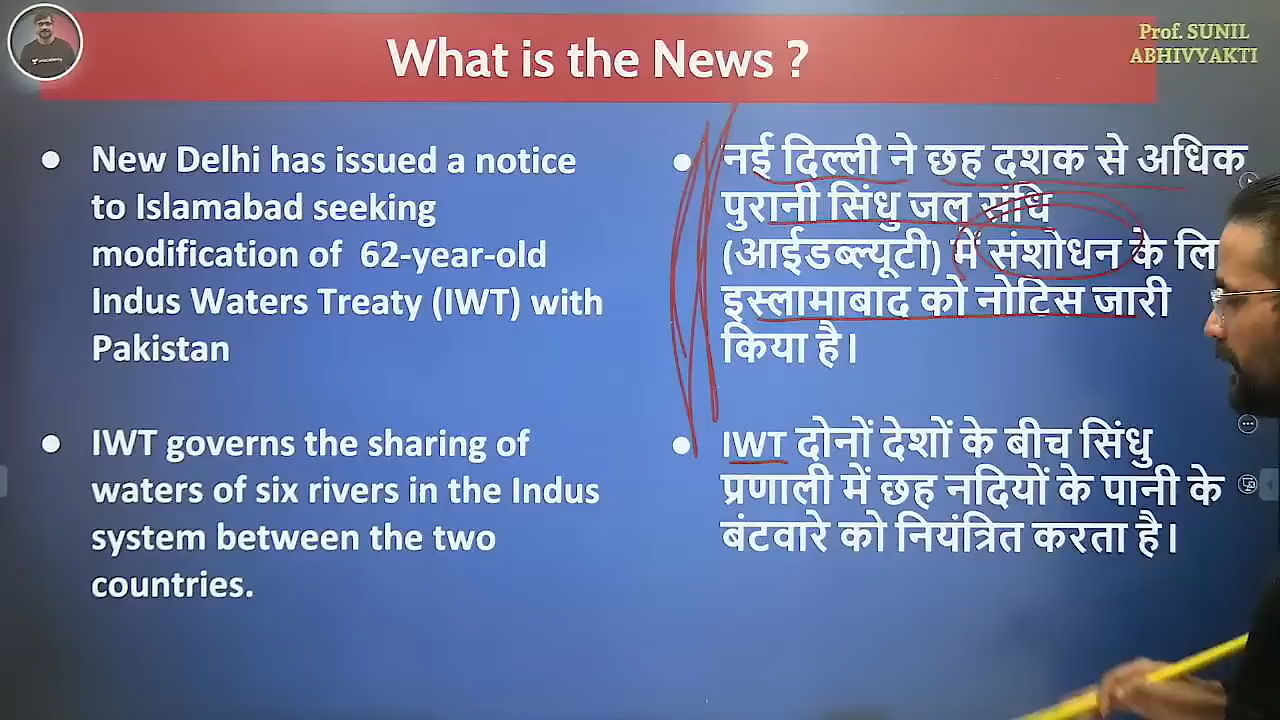 What is the News ?
Prof. SUNIL
ABHIVYAKTI
New Delhi has issued a notice
to Islamabad seeking
modification of 62-year-old
Indus Waters Treaty (IWT) with
Pakistan
IWT governs the sharing of
waters of six rivers in the Indus
system between the two
countries.
नई दिल्ली ने छह दशक से अधिक
पुरानी सिंधु जल संधि
(आईडब्ल्यूटी) में संशोधन के
इस्लामाबाद को नोटिस जारी
किया है।
IWT दोनों देशों के बीच सिंधु
प्रणाली में छह नदियों के पानी के
बंटवारे को नियंत्रित करता है।